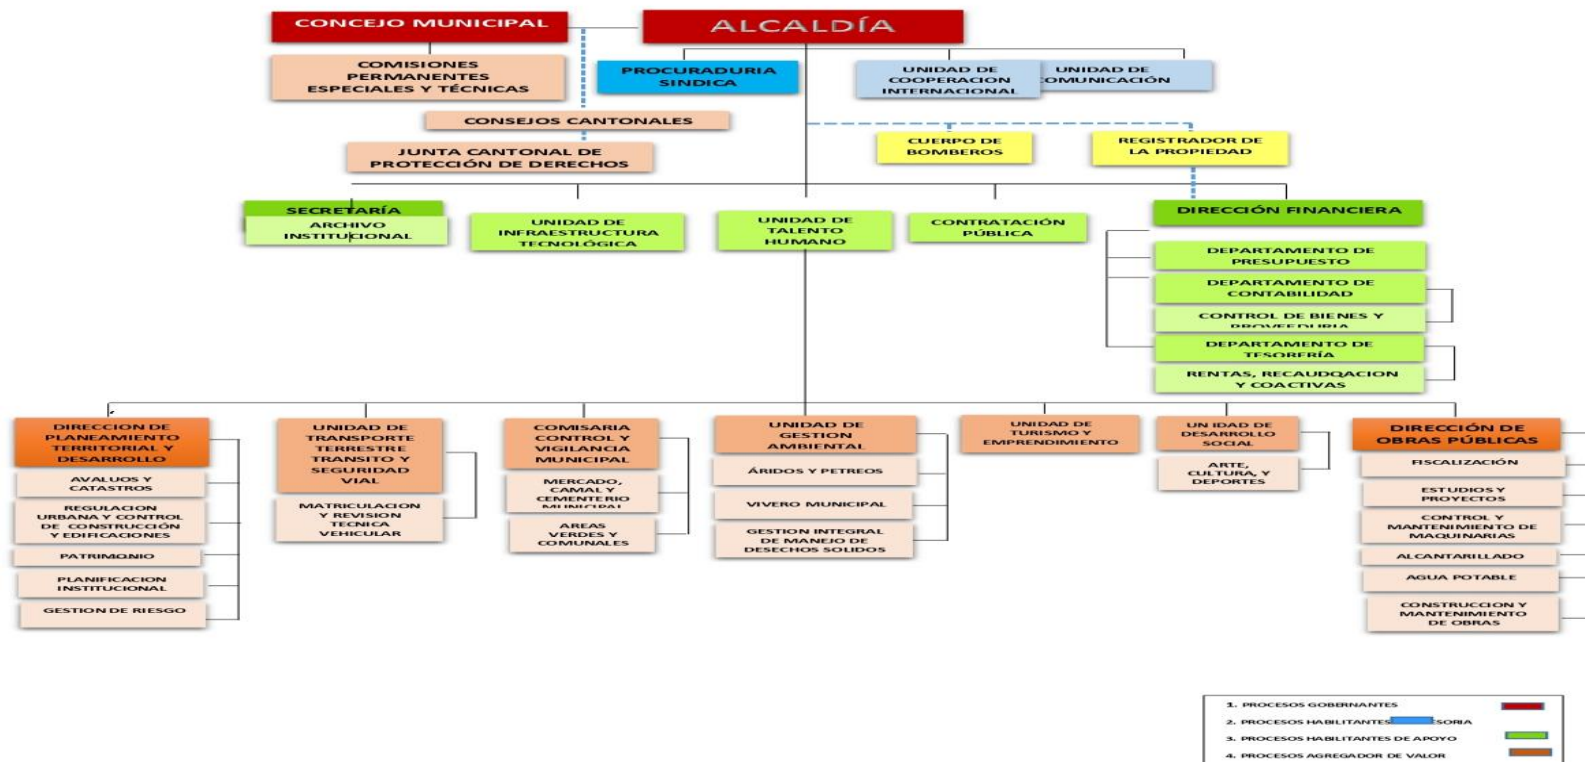 CONCEJO MUNICIPAL
ALCALDÍA
COMISIONES
PERMANENTES
ESPECIALES Y TÉCNICAS
PROCURADURIA
SINDICA
UNIDAD DE
COOPERACION
INTERNACIONAL
UNIDAD DE
COMUNICACIÓN
CONSEJOS CANTONALES
JUNTA CANTONAL DE
PROTECCIÓN DE DERECHOS
CUERPO DE
BOMBEROS
REGISTRADOR DE
LA PROPIEDAD
SECRETARÍA
ARCHIVO
INSTITUCIONAL
UNIDAD DE
INFRAESTRUCTURA
TECNOLÓGICA
UNIDAD DE
TALENTO
HUMANO
CONTRATACIÓN
PÚBLICA
DIRECCIÓN FINANCIERA
DEPARTAMENTO DE
PRESUPUESTO
DEPARTAMENTO DE
CONTABILIDAD
CONTROL DE BIENES Y
PROVEEDURIA
DEPARTAMENTO DE
TESORERÍA
RENTAS, RECAUDQACION
Y COACTIVAS
DIRECCION DE
PLANEAMIENTO
TERRITORIAL Y
DESARROLLO
AVALUOS Y
CATASTROS
REGULACION
URBANA Y CONTROL
DE CONSTRUCCIÓN
Y EDIFICACIONES
PATRIMONIO
PLANIFICACION
INSTITUCIONAL
GESTION DE RIESGO
UNIDAD DE
TRANSPORTE
TERRESTRE
TRANSITO Y
SEGURIDAD
VIAL
MATRICULACION
Y REVISION
TECNICA
VEHICULAR
COMISARIA
CONTROL Y
VIGILANCIA
MUNICIPAL
MERCADO,
CAMAL Y
CEMENTERIO
MUNICIPAL
AREAS
VERDES Y
COMUNALES
UNIDAD DE
GESTION
AMBIENTAL
ÁRIDOS Y PETREOS
VIVERO MUNICIPAL
GESTION INTEGRAL
DE MANEJO DE
DESECHOS SOLIDOS
UNIDAD DE
TURISMO Y
EMPRENDIMIENTO
UN IDAD DE
DESARROLLO
SOCIAL
ARTE,
CULTURA, Y
DEPORTES
DIRECCIÓN DE
OBRAS PÚBLICAS
FISCALIZACIÓN
ESTUDIOS Y
PROYECTOS
CONTROL Y
MANTENIMIENTO DE
MAQUINARIAS
ALCANTARILLADO
AGUA POTABLE
CONSTRUCCION Y
MANTENIMIENTO
DE OBRAS
1. PROCESOS GOBERNANTES
2. PROCESOS HABILITANTES ESORIA
3. PROCESOS HABILITANTES DE APOYO
4. PROCESOS AGREGADOR DE VALOR